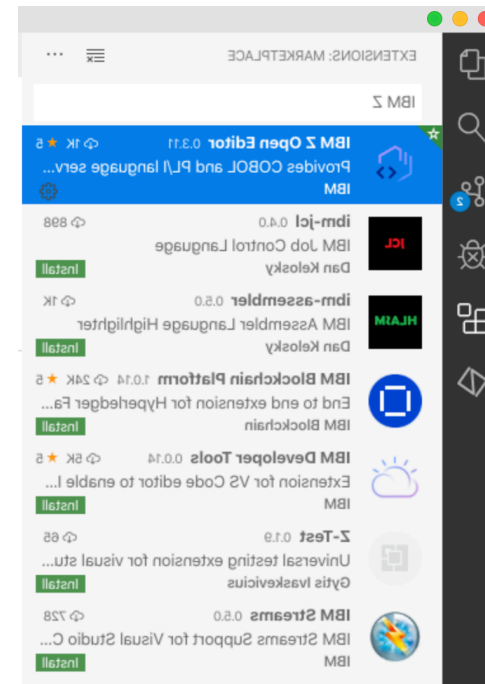 EXTENSIONS: MARKETPLACE
IBM Z
IBM Z Open Editor 0.3.11 1K ★ 5
Provides COBOL and PL/I language serv...
IBM
JCL
ibm-jcl 0.4.0 898
IBM Job Control Language
Dan Kelosky Install
HLASM
ibm-assembler 0.5.0 1K
IBM Assembler Language Highlighter
Dan Kelosky Install
IBM Blockchain Platform 1.0.14 24K ★ 5
End to end extension for Hyperledger Fa...
IBM Blockchain Install
IBM Developer Tools 0.0.14 5K ★ 5
Extension for VS Code editor to enable I...
IBM Install
Z-Test 0.1.9 65
Universal testing extension for visual stu...
Gytis Ivaskevicius Install
IBM Streams 0.5.0 728
IBM Streams Support for Visual Studio C...
IBM Install
2